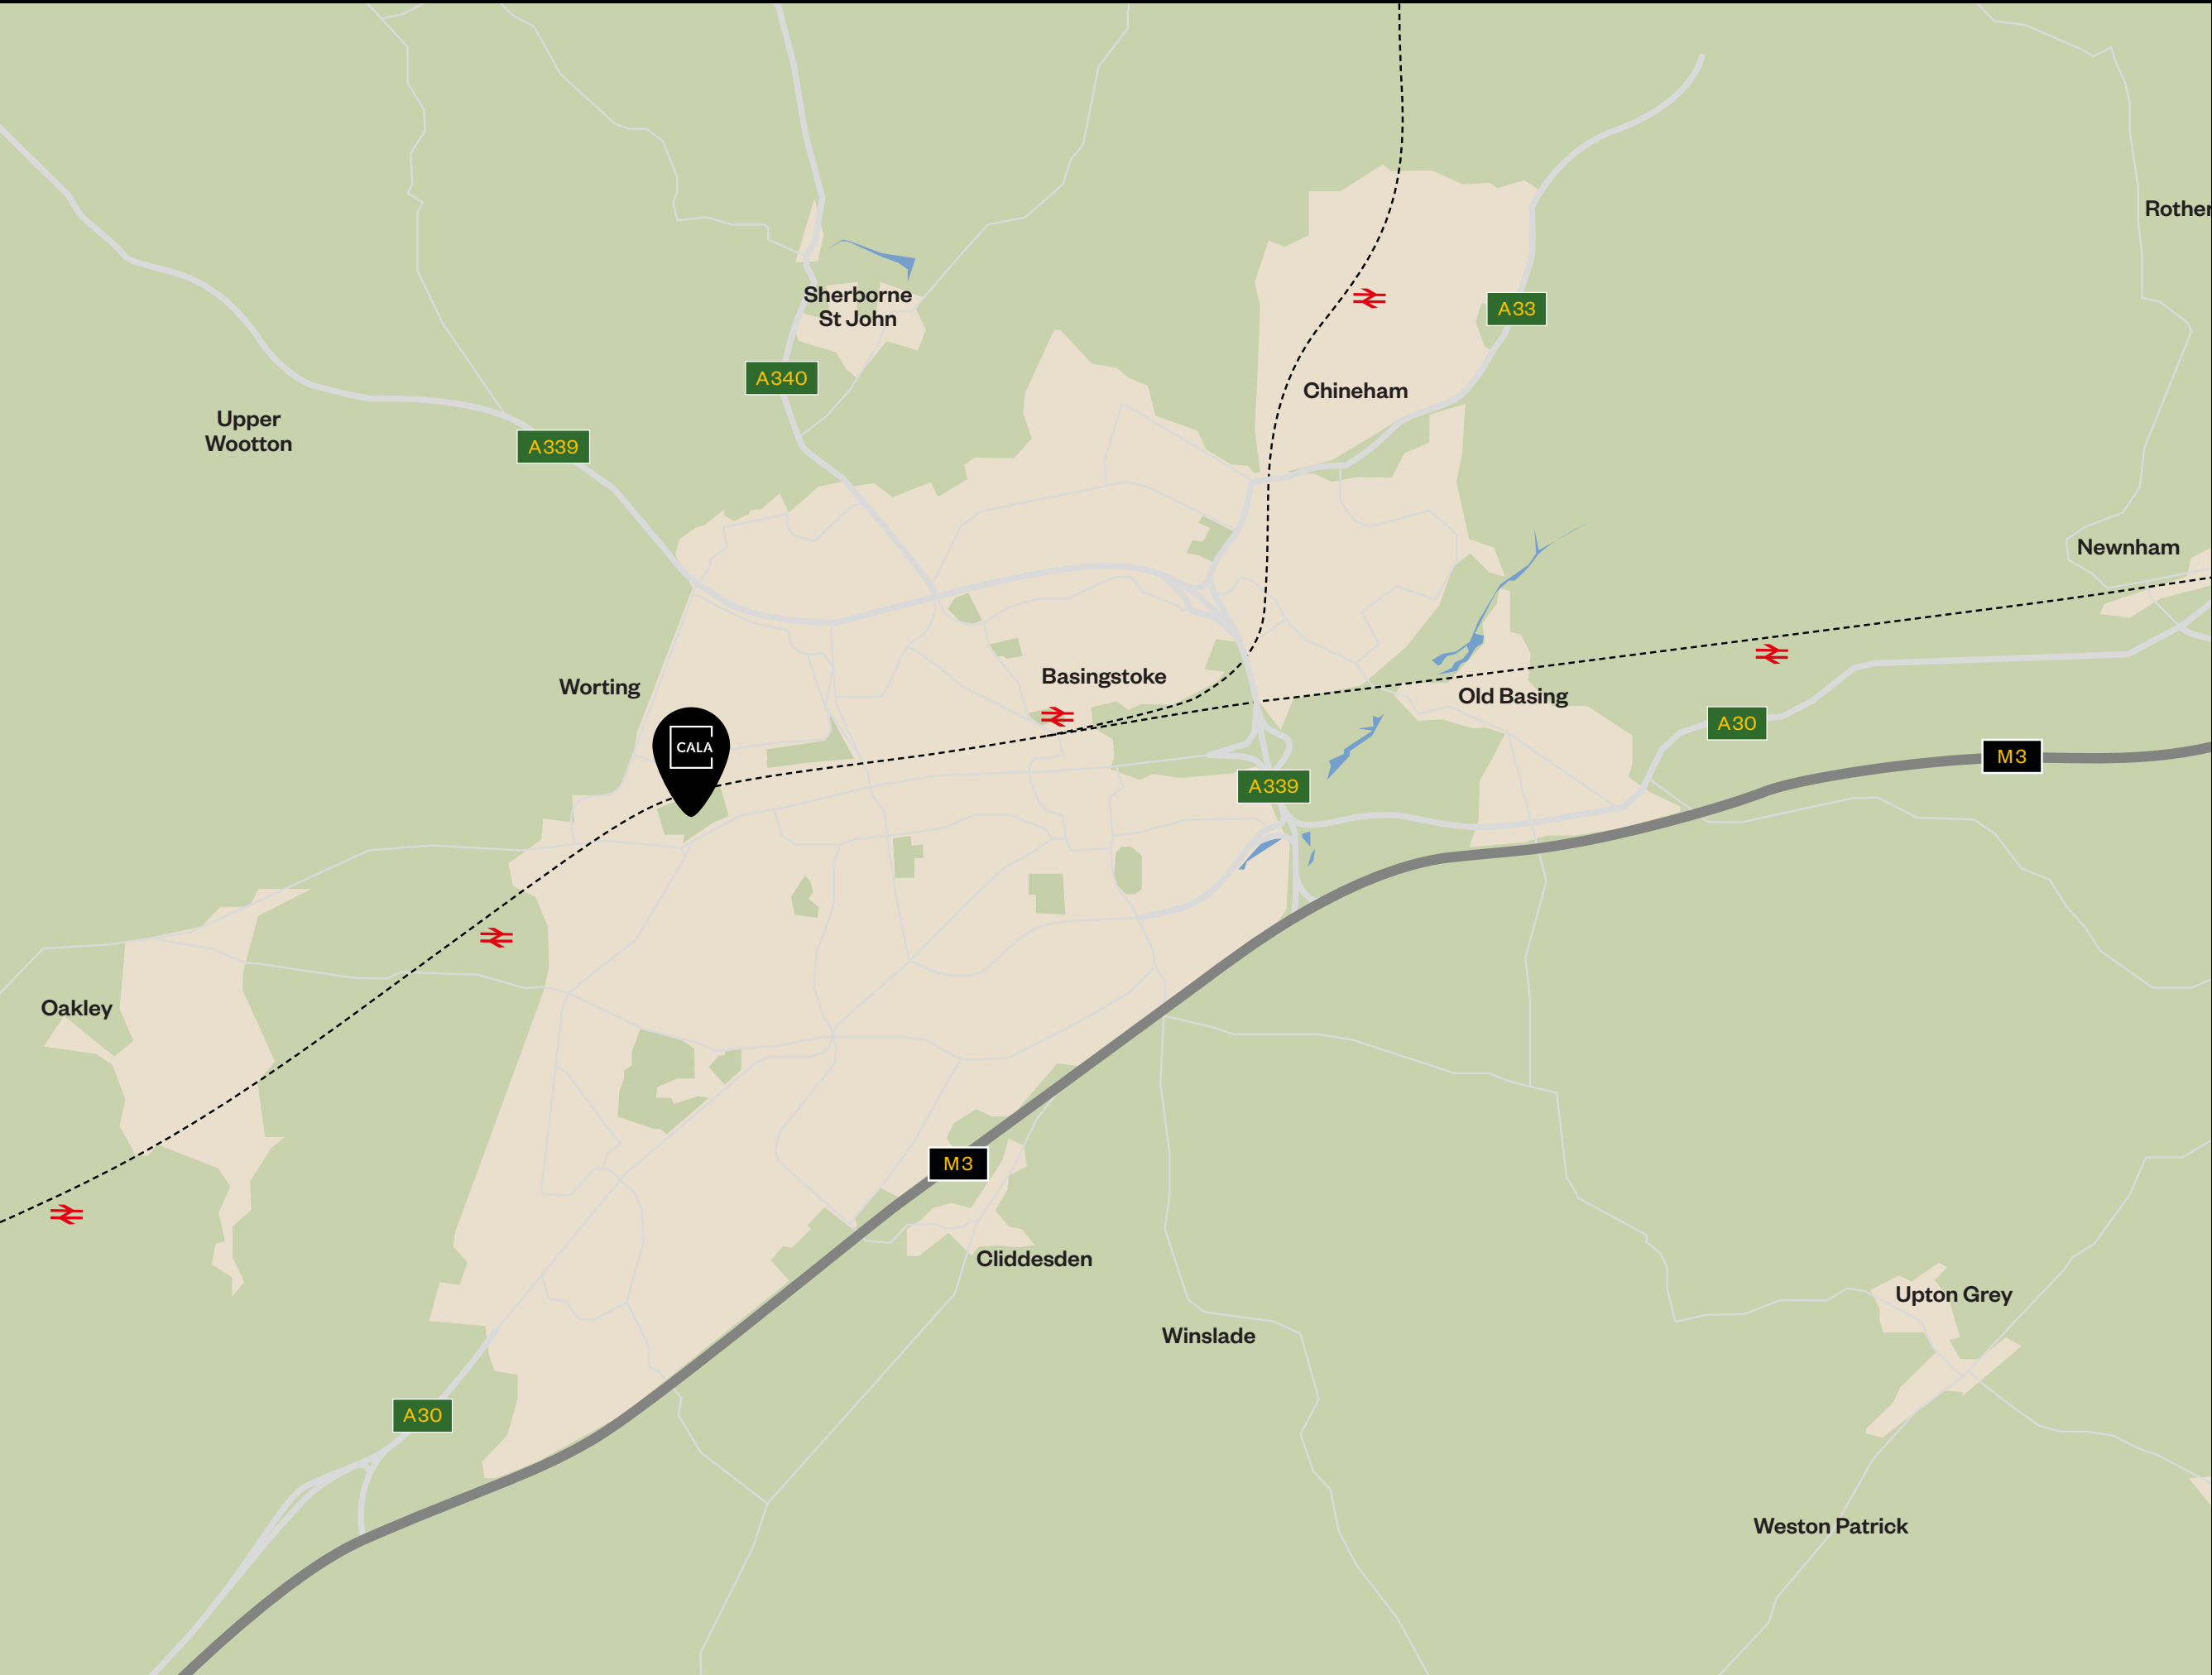 Rother
Sherborne
St John
A33
A340
Chineham
Upper
Wootton
A339
Newnham
Worting
Basingstoke
Old Basing
CALA
A30
M3
A339
Oakley
M3
Cliddesden
Upton Grey
Winslade
A30
Weston Patrick